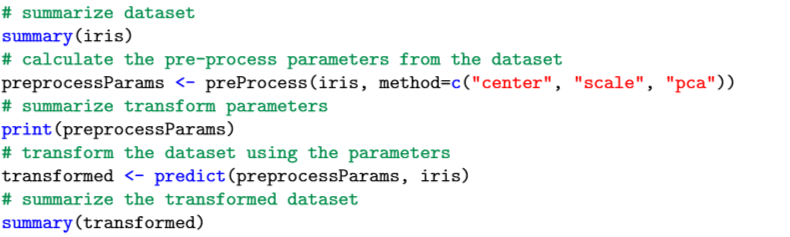 # summarize dataset
summary(iris)
# calculate the pre-process parameters from the dataset
preprocessParams <- preProcess(iris, method=c("center", "scale", "pca"))
# summarize transform parameters
print(preprocessParams)
# transform the dataset using the parameters
transformed <- predict(preprocessParams, iris)
# summarize the transformed dataset
summary(transformed)